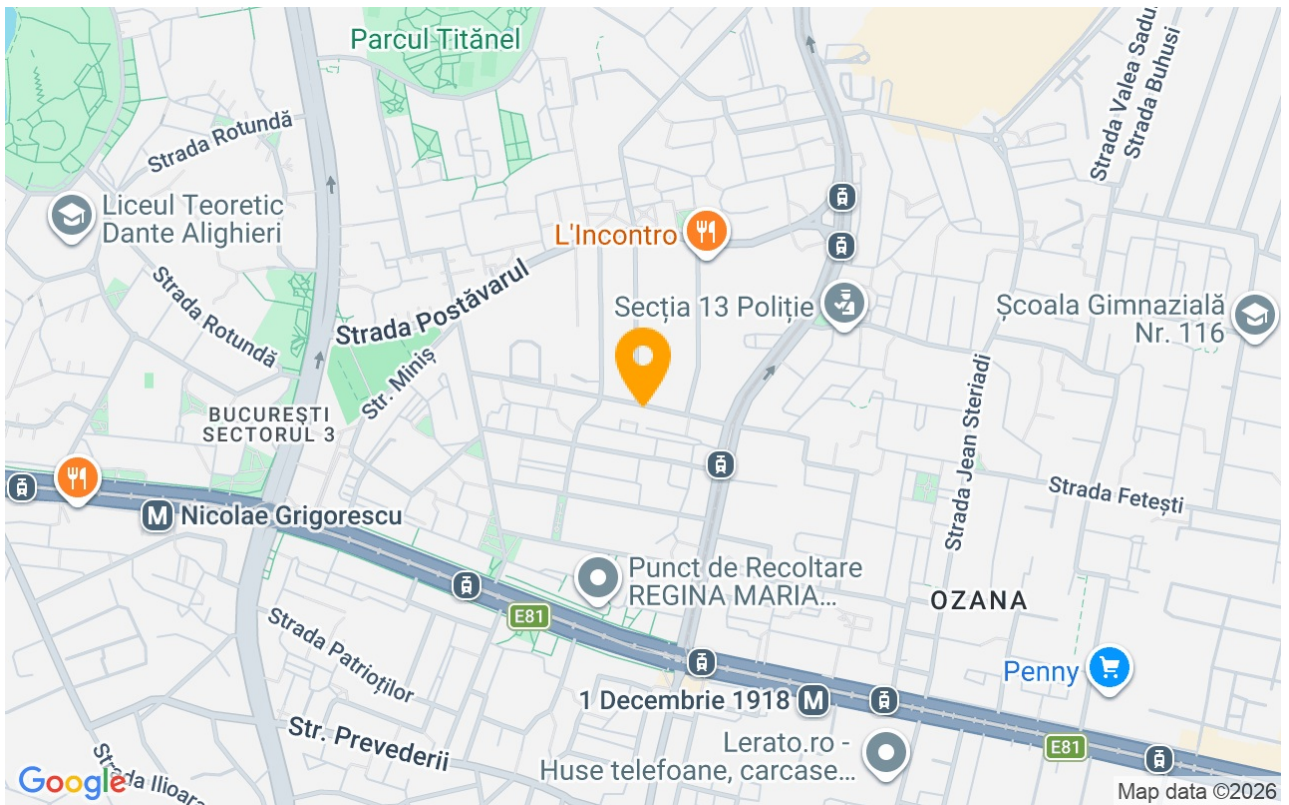 Parcul Titănel
Strada Valea Sadu
Strada Buhusi
Strada Rotundă
Liceul Teoretic
Dante Alighieri
L'Incontro
Strada Rotundă
Strada Postăvarul
Secția 13 Poliție
Școala Gimnazială
Nr. 116
Str. Miniș
Strada Jean Steriadi
BUCUREȘTI
SECTORUL 3
Strada Fetești
M Nicolae Grigorescu
Punct de Recoltare
REGINA MARIA...
OZANA
E81
Strada Patrioților
Penny
1 Decembrie 1918 M
Str. Prevederii
Lerato.ro -
Huse telefoane, carcase...
E81
Strada Ilioara
Google
Map data ©2026